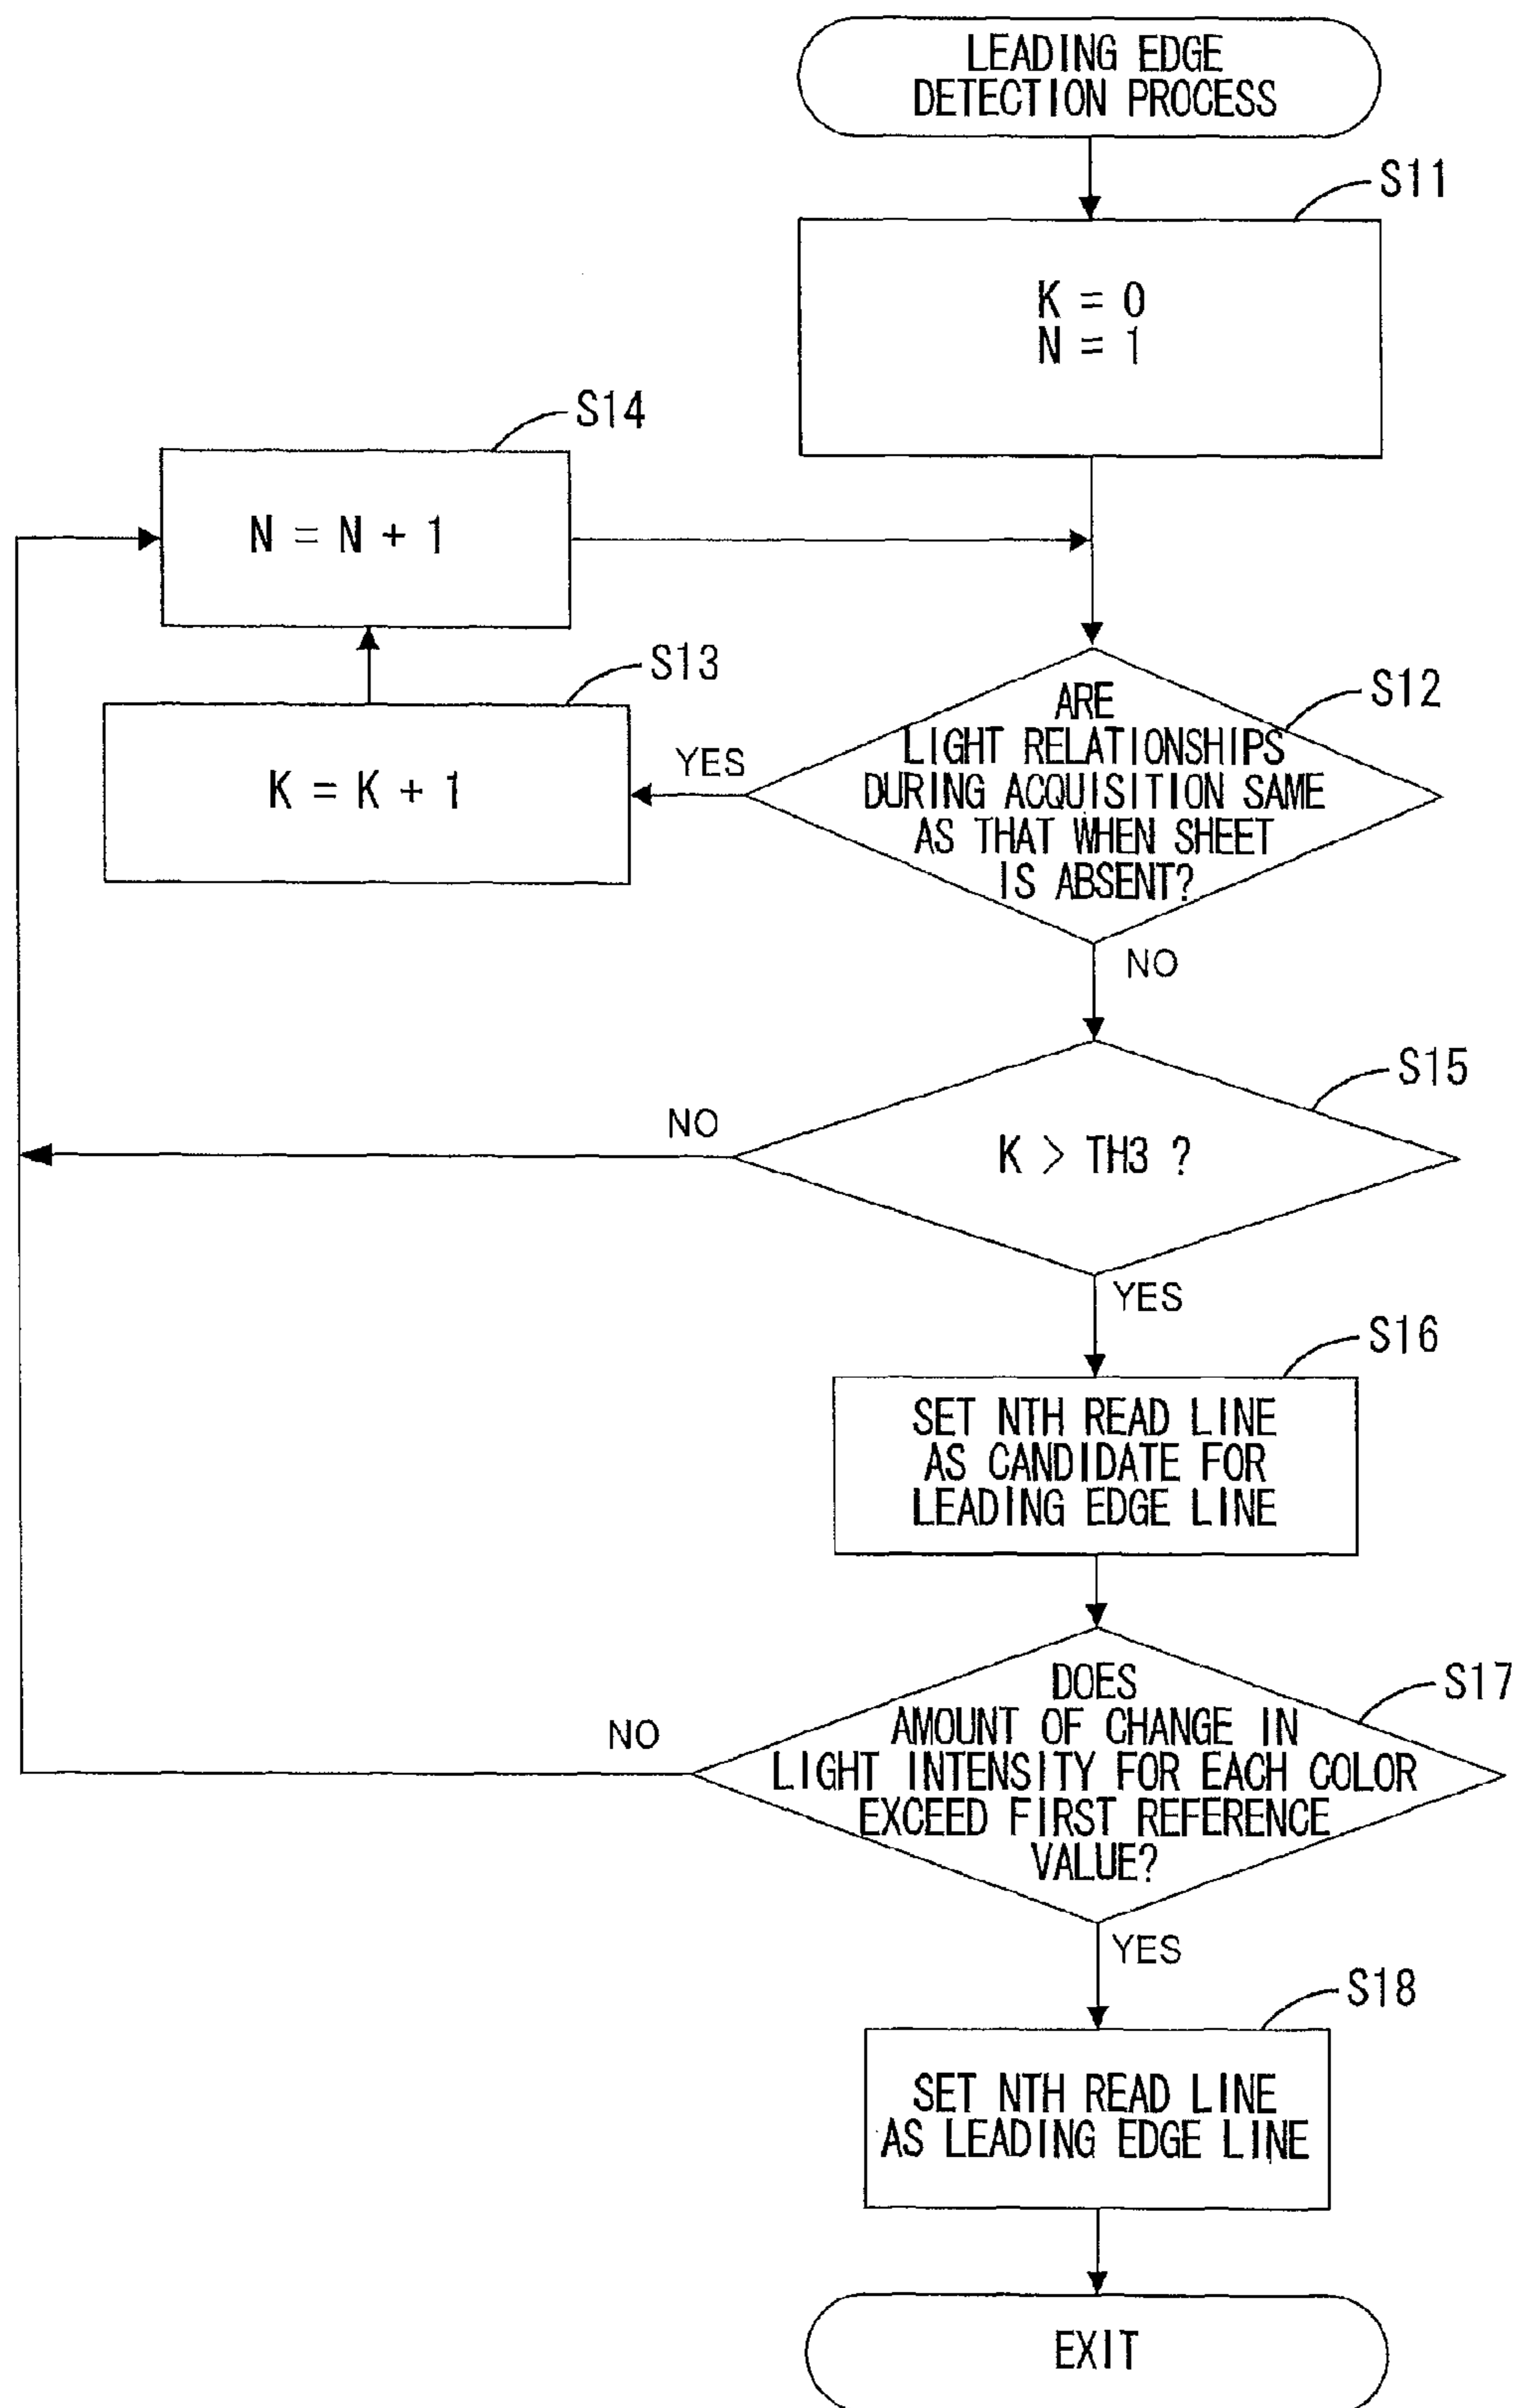 LEADING EDGE
DETECTION PROCESS
S11
K = 0
N = 1
S14
N = N + 1
S13
K = K + 1
S12
ARE
LIGHT RELATIONSHIPS
DURING ACQUISITION SAME
AS THAT WHEN SHEET
IS ABSENT?
YES
NO
S15
K > TH3 ?
NO
YES
S16
SET NTH READ LINE
AS CANDIDATE FOR
LEADING EDGE LINE
S17
DOES
AMOUNT OF CHANGE IN
LIGHT INTENSITY FOR EACH COLOR
EXCEED FIRST REFERENCE
VALUE?
NO
YES
S18
SET NTH READ LINE
AS LEADING EDGE LINE
EXIT